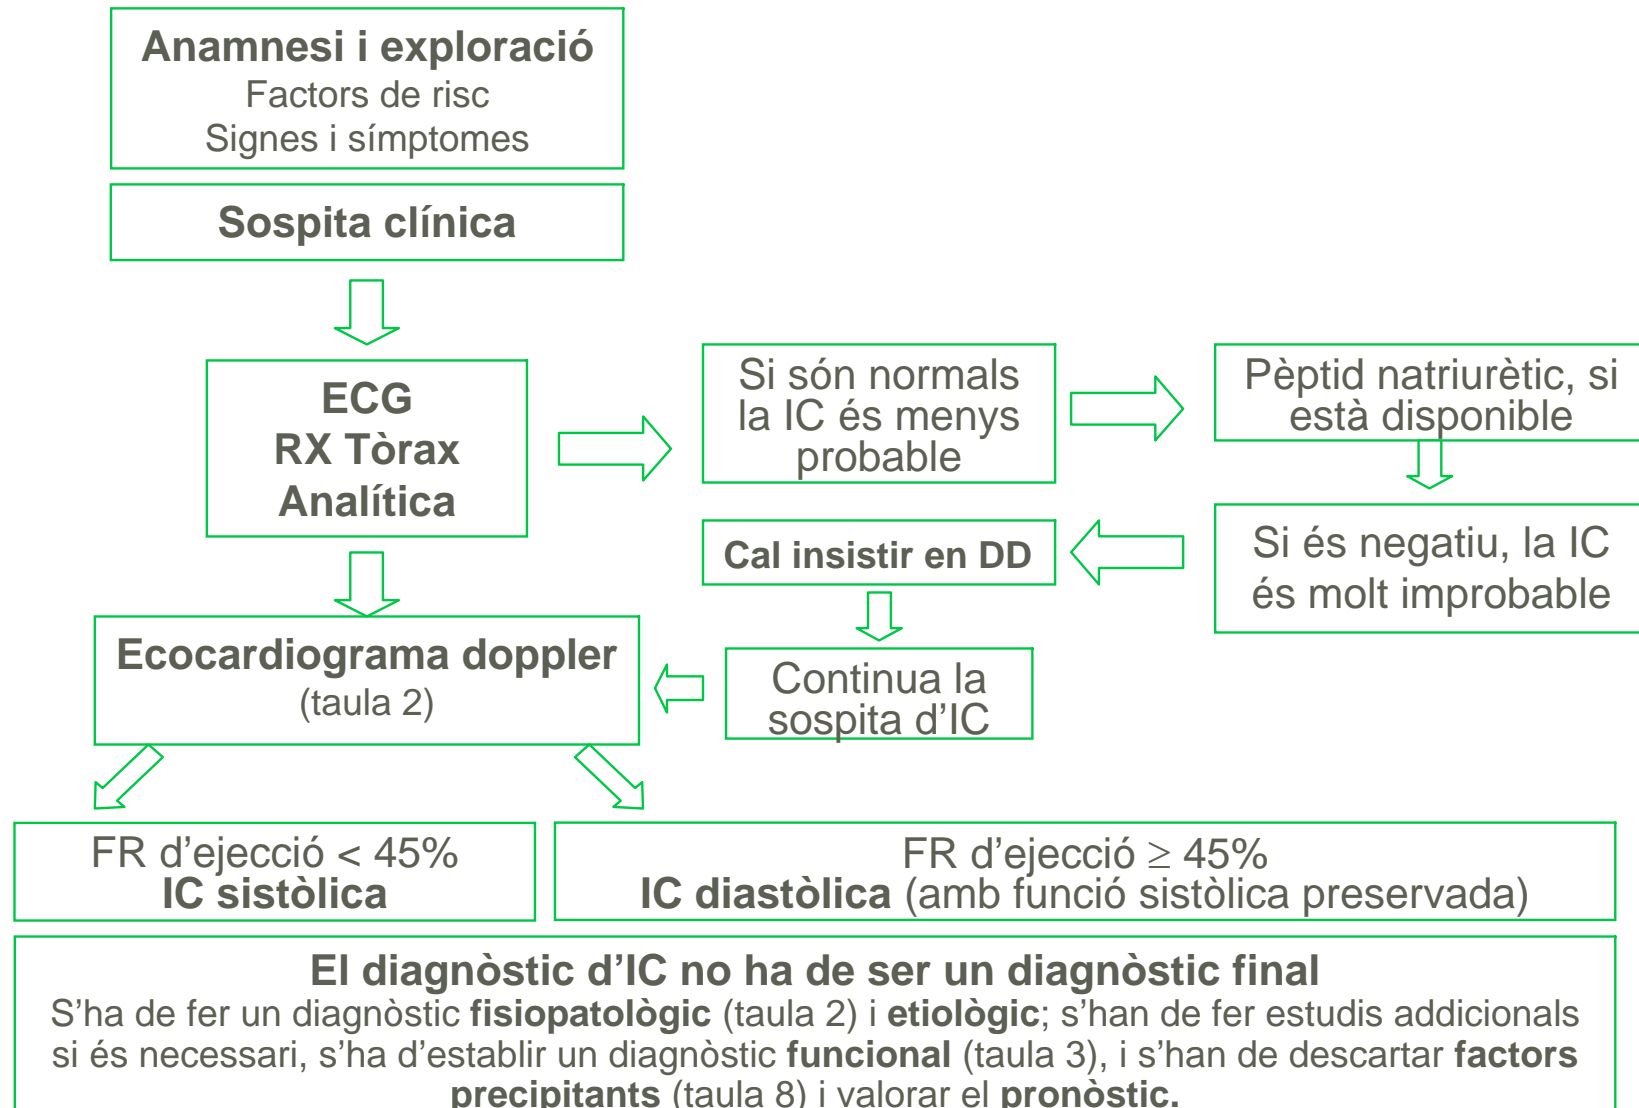 Anamnesi i exploració
Factors de risc
Signes i símptomes
Sospita clínica
ECG
RX Tòrax
Analítica
Si són normals
la IC és menys
probable
Pèptid natriurètic, si
està disponible
Si és negatiu, la IC
és molt improbable
Cal insistir en DD
Continua la
sospita d’IC
Ecocardiograma doppler
(taula 2)
FR d’ejecció < 45%
IC sistòlica
FR d’ejecció ≥ 45%
IC diastòlica (amb funció sistòlica preservada)
El diagnòstic d’IC no ha de ser un diagnòstic final
S’ha de fer un diagnòstic fisiopatològic (taula 2) i etiològic; s’han de fer estudis addicionals
si és necessari, s’ha d’establir un diagnòstic funcional (taula 3), i s’han de descartar factors
precipitants (taula 8) i valorar el pronòstic.